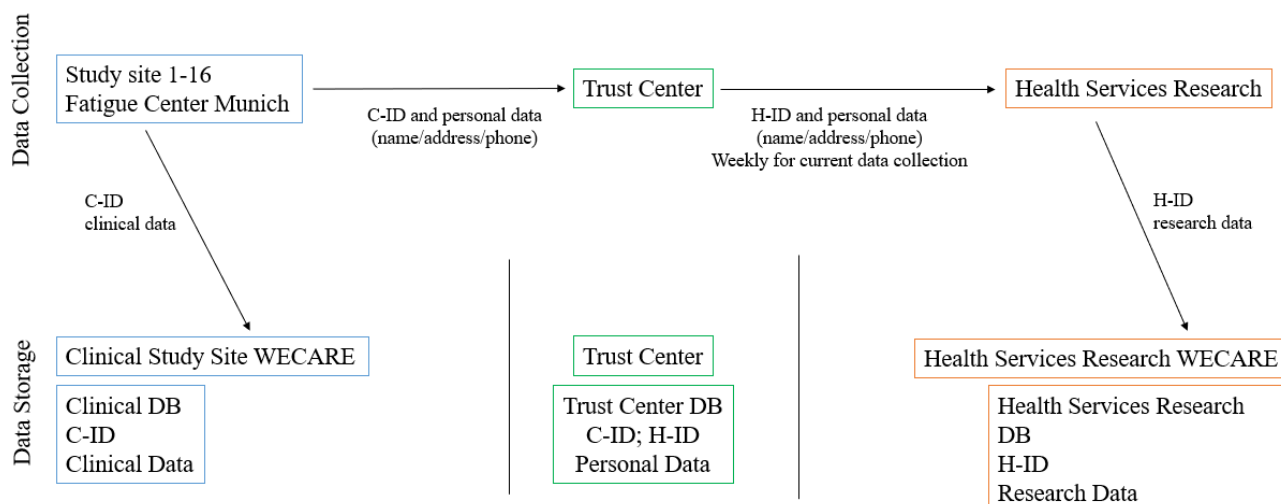 Data Collection
Study site 1-16
Fatigue Center Munich
C-ID and personal data
(name/address/phone)
Trust Center
H-ID and personal data
(name/address/phone)
Weekly for current data collection
Health Services Research
C-ID
clinical data
H-ID
research data
Data Storage
Clinical Study Site WECARE
Clinical DB
C-ID
Clinical Data
Trust Center
Trust Center DB
C-ID; H-ID
Personal Data
Health Services Research WECARE
Health Services Research
DB
H-ID
Research Data